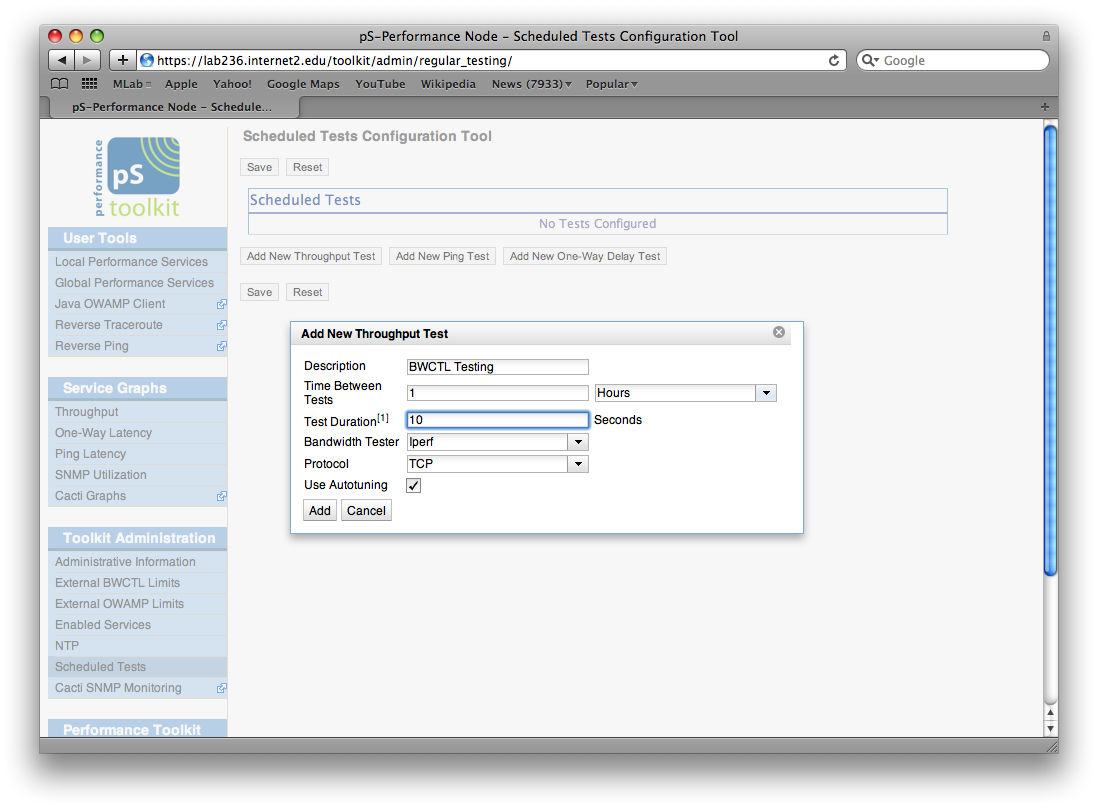 pS-Performance Node – Scheduled Tests Configuration Tool
https://lab236.internet2.edu/toolkit/admin/regular_testing/
Google
MLab Apple Yahoo! Google Maps YouTube Wikipedia News (7933) Popular
pS-Performance Node – Schedule...
performance
pS
toolkit
User Tools
Local Performance Services
Global Performance Services
Java OWAMP Client
Reverse Traceroute
Reverse Ping
Service Graphs
Throughput
One-Way Latency
Ping Latency
SNMP Utilization
Cacti Graphs
Toolkit Administration
Administrative Information
External BWCTL Limits
External OWAMP Limits
Enabled Services
NTP
Scheduled Tests
Cacti SNMP Monitoring
Performance Toolkit
Scheduled Tests Configuration Tool
Save Reset
Scheduled Tests
No Tests Configured
Add New Throughput Test Add New Ping Test Add New One-Way Delay Test
Save Reset
Add New Throughput Test
Description BWCTL Testing
Time Between
Tests 1 Hours
Test Duration[1] 10 Seconds
Bandwidth Tester Iperf
Protocol TCP
Use Autotuning
Add Cancel